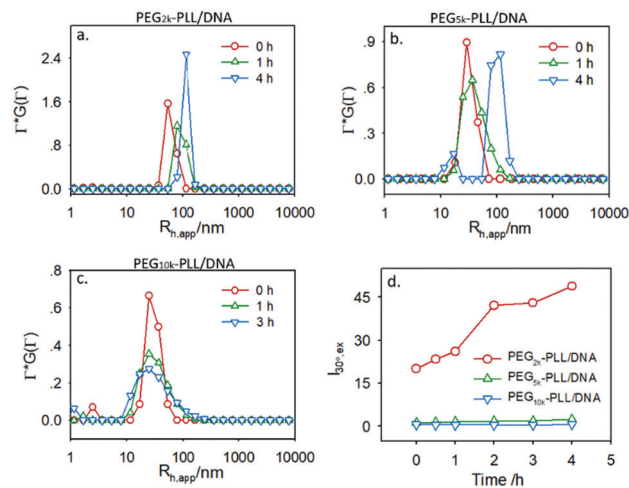 PEG2k-PLL/DNA
a.
0 h
1 h
4 h
2.4
1.6
.8
0.0
Γ*G(Γ)
1 10 100 1000 10000
Rh,app/nm
PEG5k-PLL/DNA
b.
0 h
1 h
4 h
.9
.6
.3
0.0
Γ*G(Γ)
1 10 100 1000 10000
Rh,app/nm
PEG10k-PLL/DNA
c.
0 h
1 h
3 h
.8
.6
.4
.2
0.0
Γ*G(Γ)
1 10 100 1000 10000
Rh,app/nm
d.
45
30
15
0
I30°,ex
PEG2k-PLL/DNA
PEG5k-PLL/DNA
PEG10k-PLL/DNA
0 1 2 3 4 5
Time /h